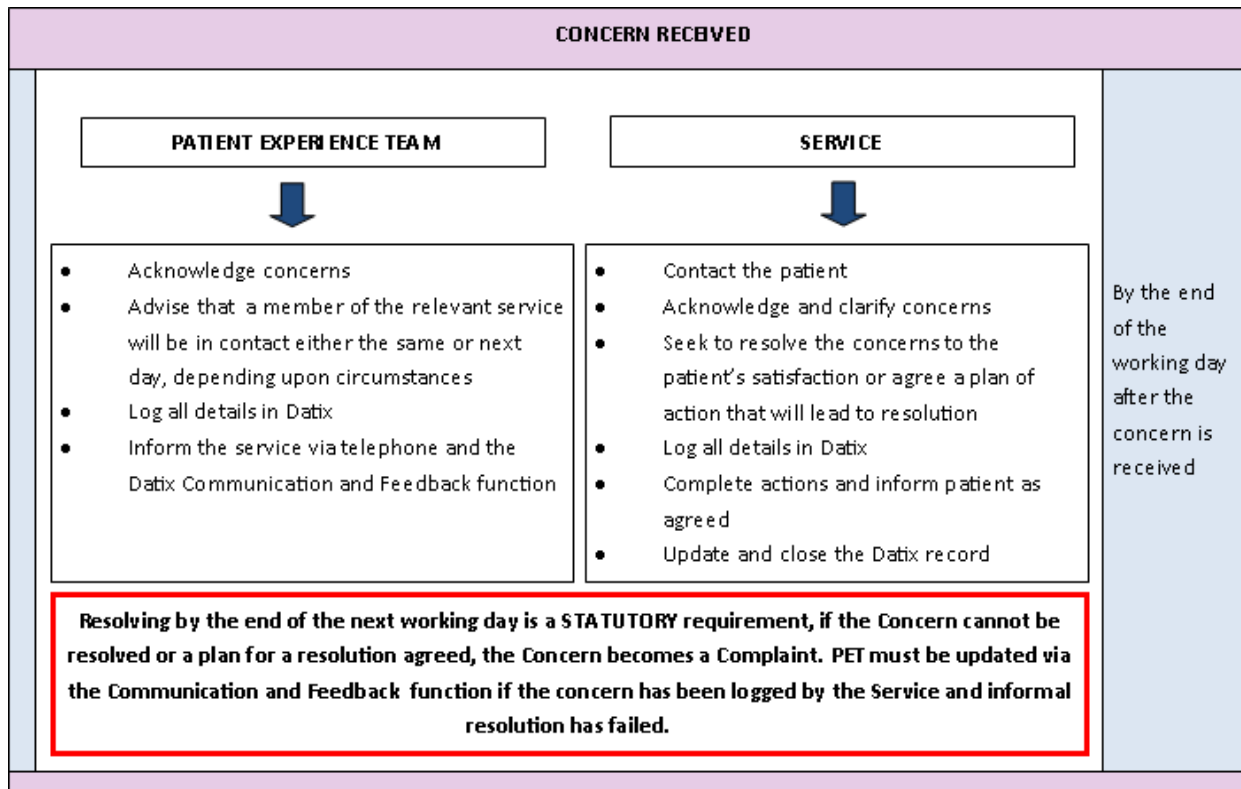 CONCERN RECEIVED
PATIENT EXPERIENCE TEAM
● Acknowledge concerns
● Advise that a member of the relevant service
will be in contact either the same or next
day, depending upon circumstances
● Log all details in Datix
● Inform the service via telephone and the
Datix Communication and Feedback function
SERVICE
● Contact the patient
● Acknowledge and clarify concerns
● Seek to resolve the concerns to the
patient's satisfaction or agree a plan of
action that will lead to resolution
● Log all details in Datix
● Complete actions and inform patient as
agreed
● Update and close the Datix record
By the end
of the
working day
after the
concern is
received
Resolving by the end of the next working day is a STATUTORY requirement, if the Concern cannot be
resolved or a plan for a resolution agreed, the Concern becomes a Complaint. PET must be updated via
the Communication and Feedback function if the concern has been logged by the Service and informal
resolution has failed.